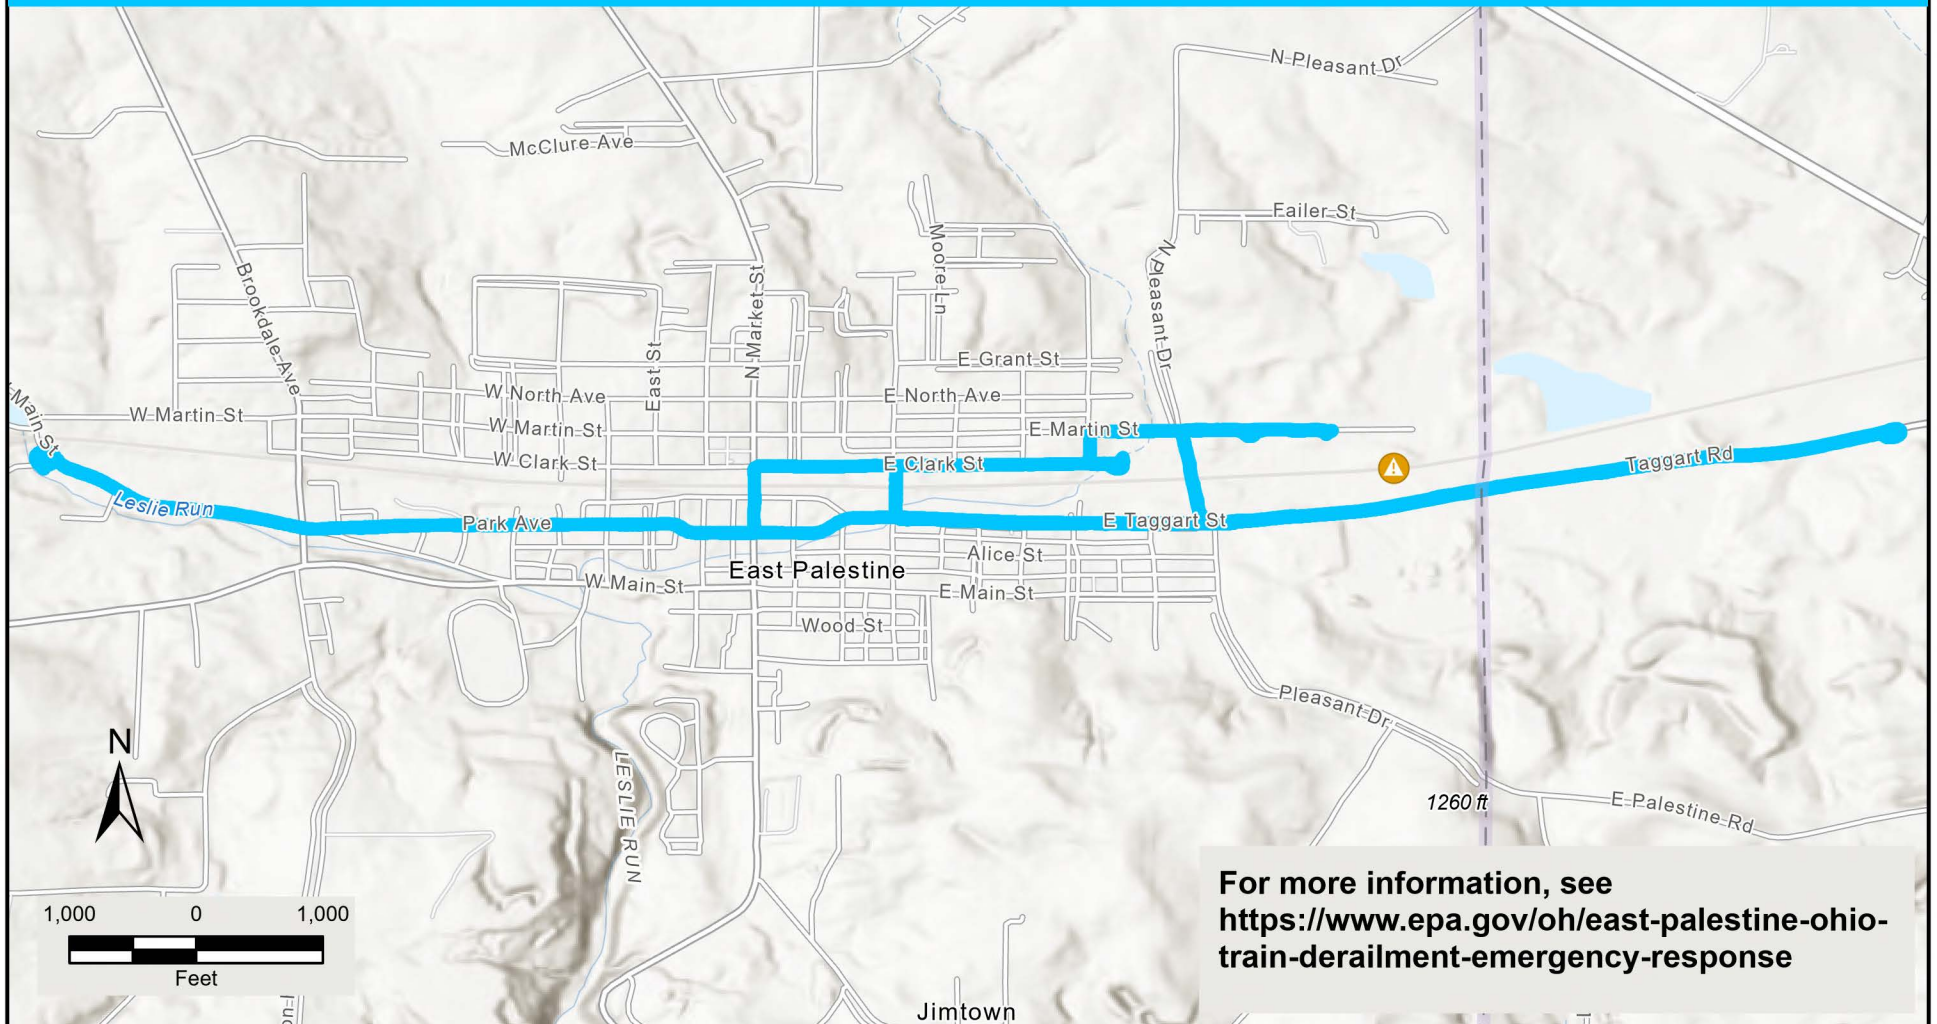 N Pleasant Dr
McClure Ave
Failer St
Moore Ln
N Pleasant Dr
Brookdale Ave
N Market St
East St
E Grant St
W North Ave
E North Ave
Main St
W Martin St
W Martin St
E Martin St
W Clark St
E Clark St
Taggart Rd
Leslie Run
Park Ave
E Taggart St
Alice St
East Palestine
W Main St
E Main St
Wood St
Pleasant Dr
N
LESLIE RUN
1260 ft
E Palestine Rd
1,000 0 1,000
Feet
For more information, see
https://www.epa.gov/oh/east-palestine-ohio-
train-derailment-emergency-response
Jimtown